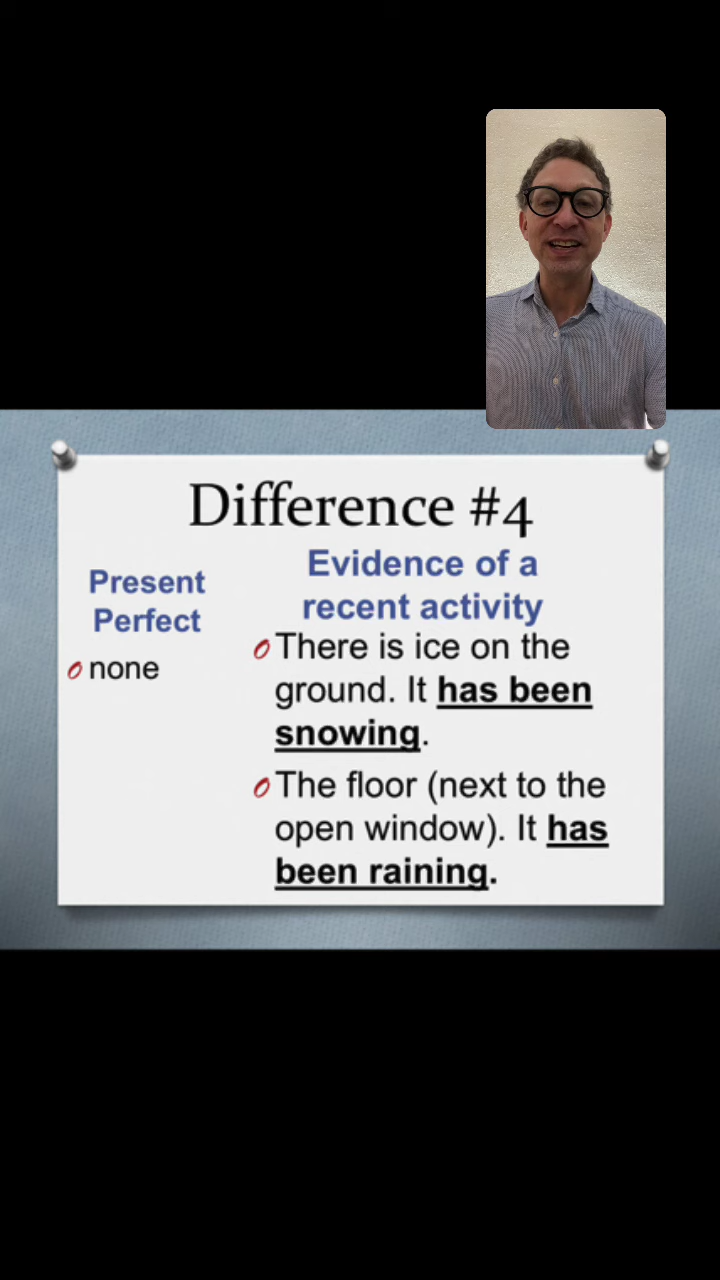 Difference #4
Present
Perfect
none
Evidence of a
recent activity
There is ice on the
ground. It has been
snowing.
The floor (next to the
open window). It has
been raining.